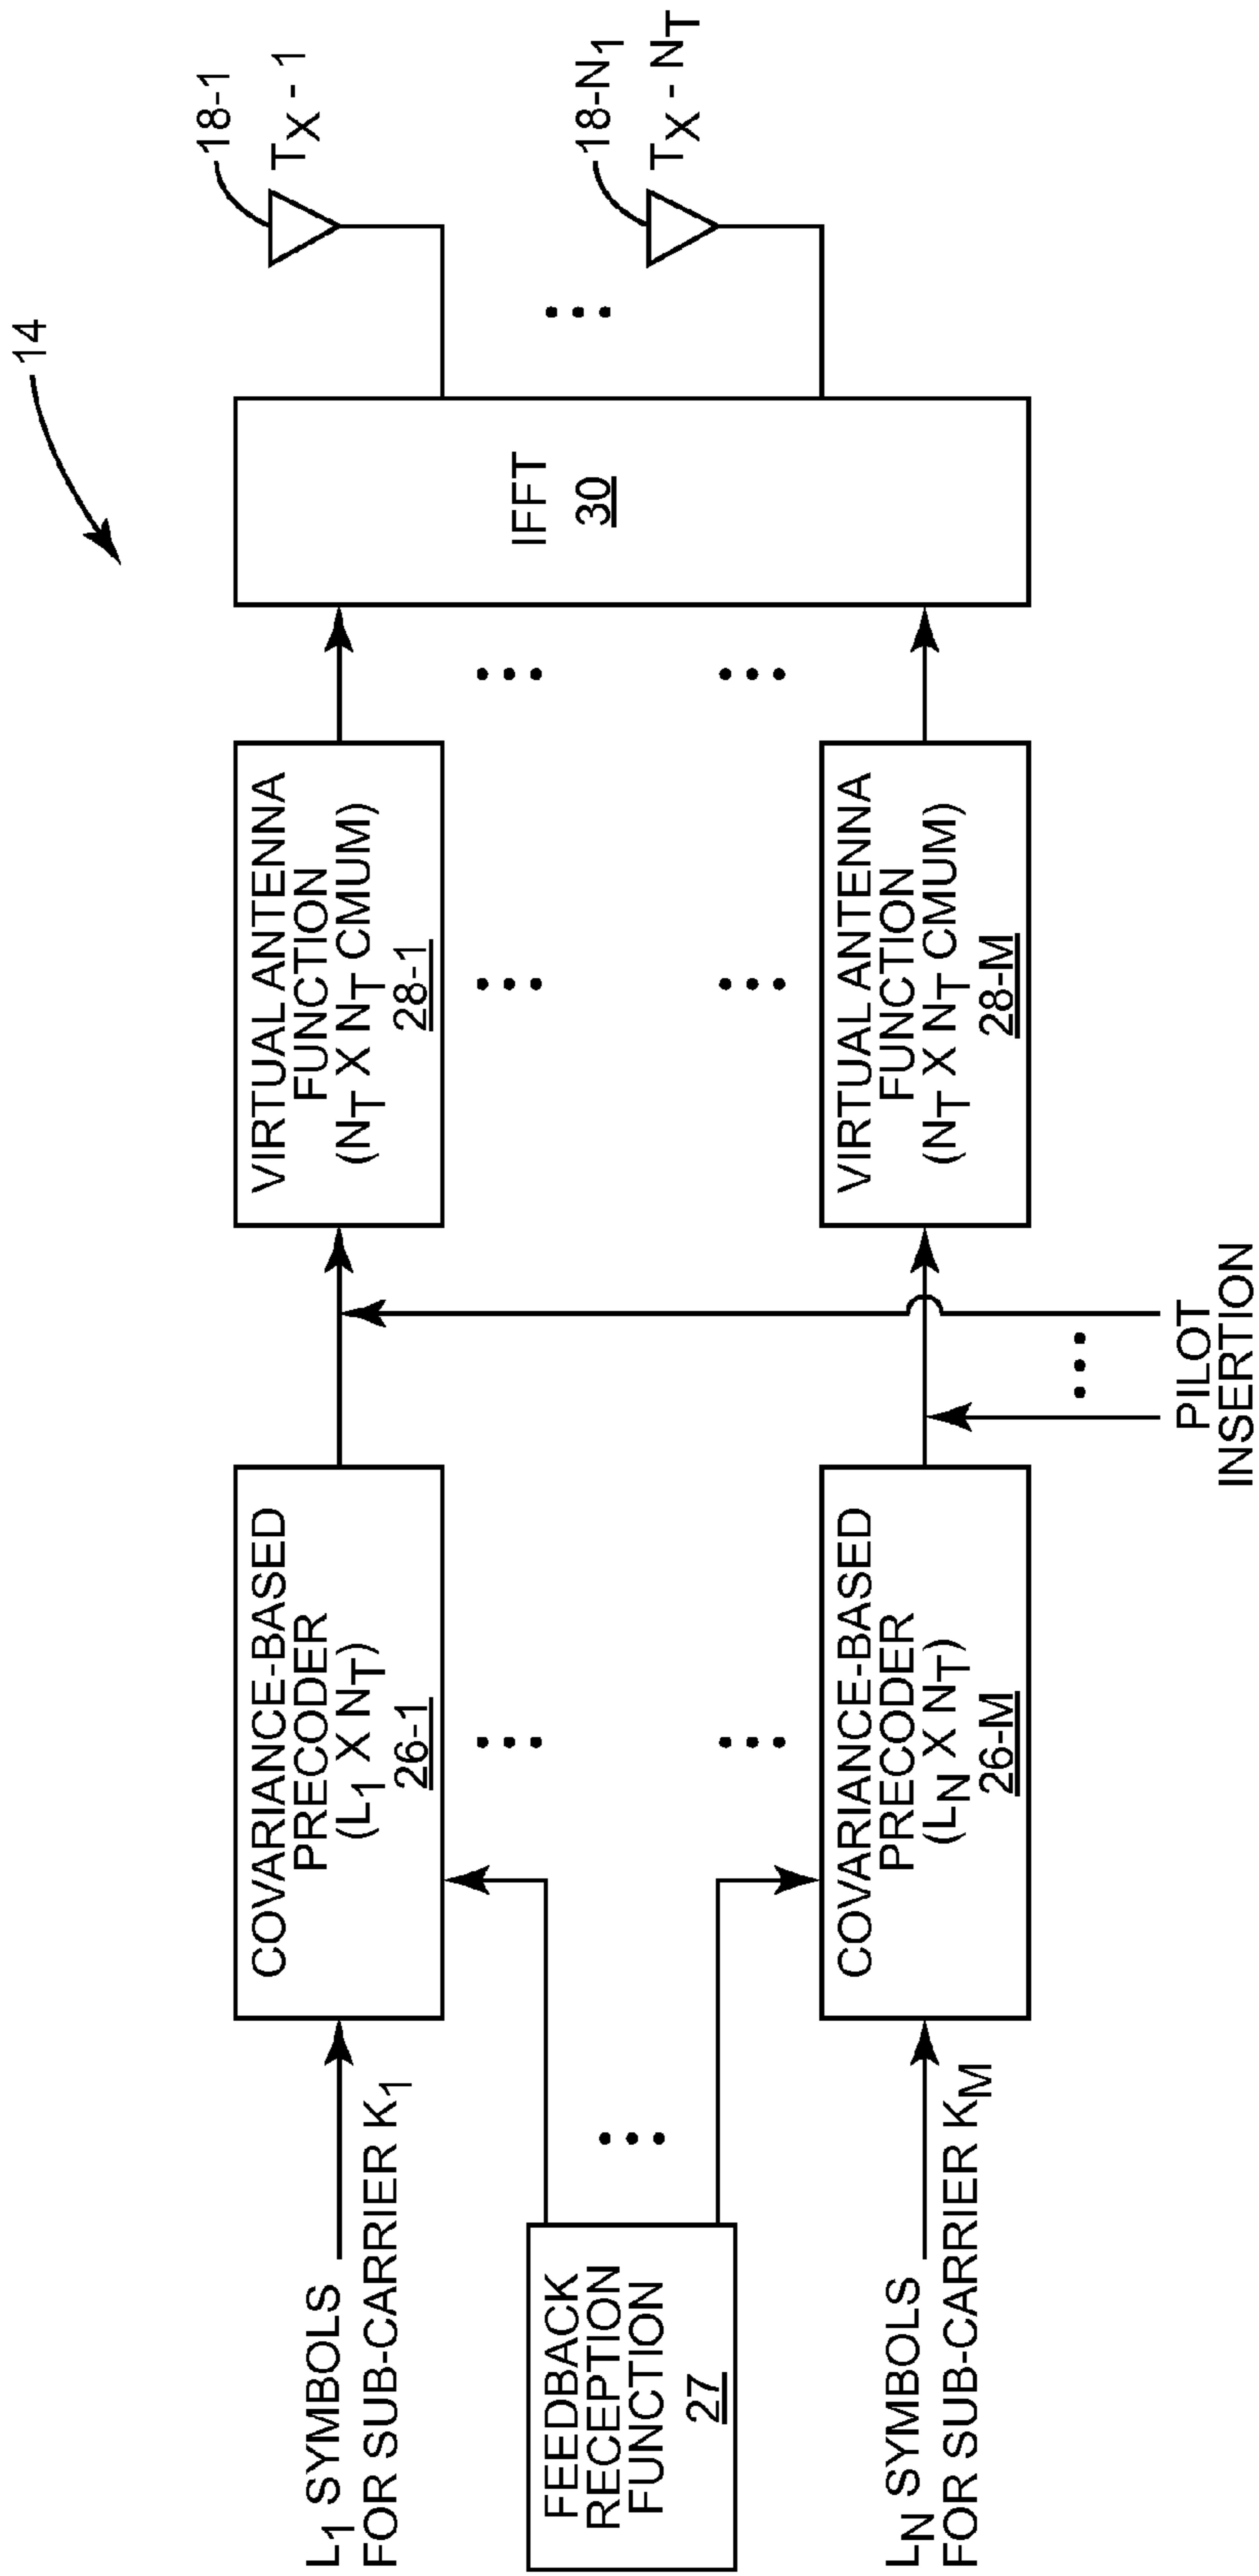 14
L1 SYMBOLS
FOR SUB-CARRIER K1
COVARIANCE-BASED
PRECODER
(L1 X NT)
26-1
VIRTUAL ANTENNA
FUNCTION
(NT X NT CMUM)
28-1
FEEDBACK
RECEPTION
FUNCTION
27
IFFT
30
18-1
TX - 1
18-N1
TX - NT
LN SYMBOLS
FOR SUB-CARRIER KM
COVARIANCE-BASED
PRECODER
(LN X NT)
26-M
VIRTUAL ANTENNA
FUNCTION
(NT X NT CMUM)
28-M
PILOT
INSERTION